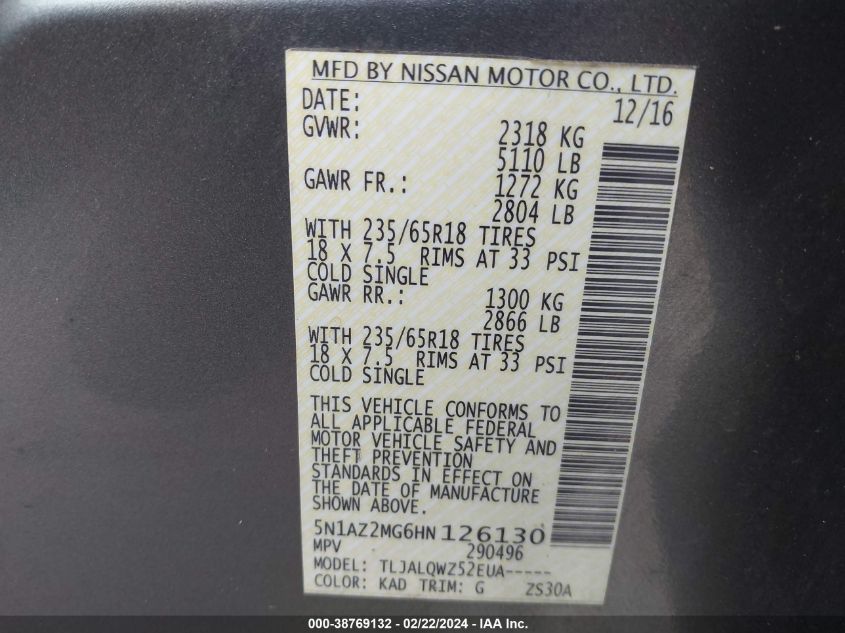 MFD BY NISSAN MOTOR CO., LTD.
DATE: 12/16
GVWR: 2318 KG
5110 LB
GAWR FR.: 1272 KG
2804 LB
WITH 235/65R18 TIRES
18 X 7.5 RIMS AT 33 PSI
COLD SINGLE
GAWR RR.: 1300 KG
2866 LB
WITH 235/65R18 TIRES
18 X 7.5 RIMS AT 33 PSI
COLD SINGLE
THIS VEHICLE CONFORMS TO
ALL APPLICABLE FEDERAL
MOTOR VEHICLE SAFETY AND
THEFT PREVENTION
STANDARDS IN EFFECT ON
THE DATE OF MANUFACTURE
SHOWN ABOVE.
5N1AZ2MG6HN126130
MPV 290496
MODEL: TLJALQWZ52EUA-----
COLOR: KAD TRIM: G ZS30A
000-38769132 - 02/22/2024 - IAA Inc.